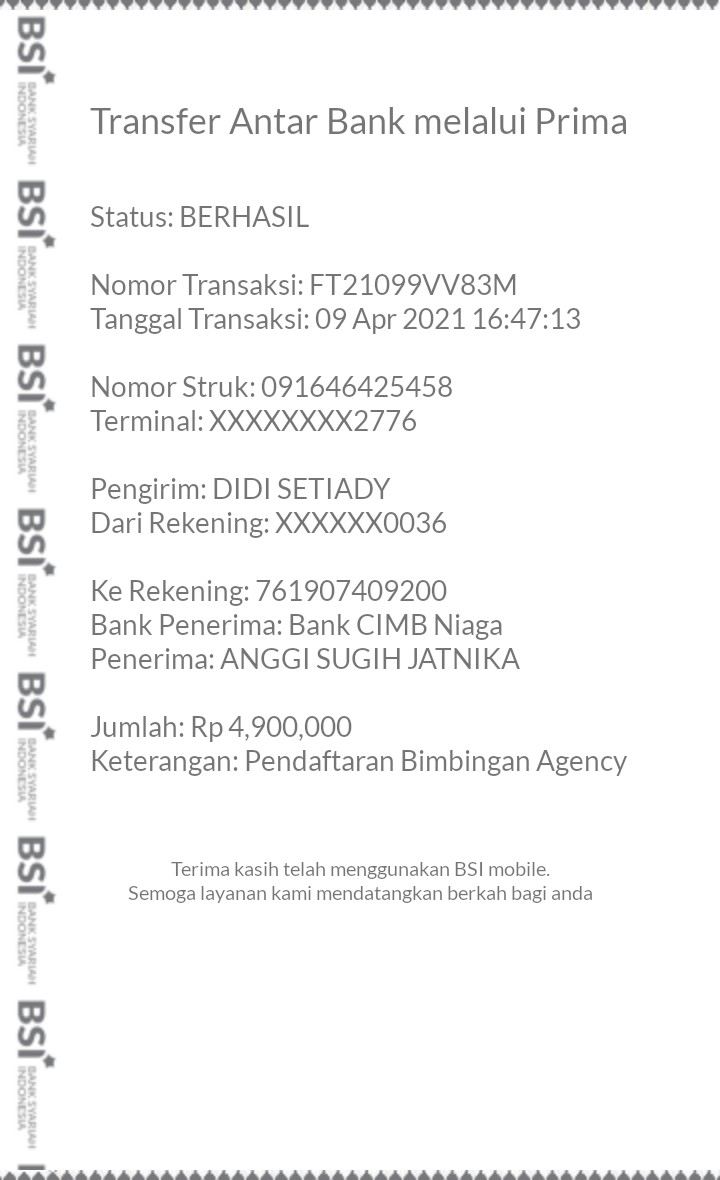 Transfer Antar Bank melalui Prima
Status: BERHASIL
Nomor Transaksi: FT21099VV83M
Tanggal Transaksi: 09 Apr 2021 16:47:13
Nomor Struk: 091646425458
Terminal: XXXXXXXX2776
Pengirim: DIDI SETIADY
Dari Rekening: XXXXXX0036
Ke Rekening: 761907409200
Bank Penerima: Bank CIMB Niaga
Penerima: ANGGI SUGIH JATNIKA
Jumlah: Rp 4,900,000
Keterangan: Pendaftaran Bimbingan Agency
Terima kasih telah menggunakan BSI mobile.
Semoga layanan kami mendatangkan berkah bagi anda
BSI
BANK SYARIAH
INDONESIA
BSI
BANK SYARIAH
INDONESIA
BSI
BANK SYARIAH
INDONESIA
BSI
BANK SYARIAH
INDONESIA
BSI
BANK SYARIAH
INDONESIA
BSI
BANK SYARIAH
INDONESIA
BSI
BANK SYARIAH
INDONESIA